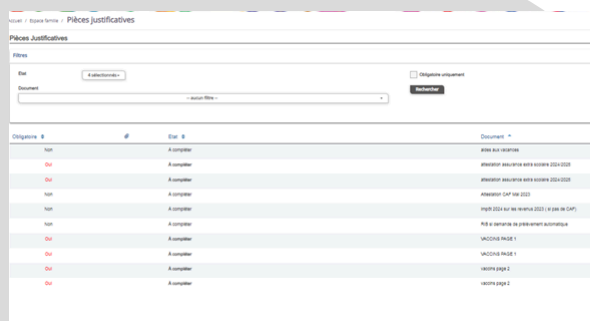 Accueil / Espace famille / Pièces justificatives
Pièces Justificatives
Filtres
Etat 4 sélectionnés Obligatoire uniquement
Document Rechercher
-- aucun filtre --
Obligatoire Etat Document
Non A compléter aides aux vacances
Oui A compléter attestation assurance extra scolaire 2024/2025
Oui A compléter attestation assurance extra scolaire 2024/2025
Non A compléter Attestation CAF Mai 2023
Non A compléter Impôt 2024 sur les revenus 2023 ( si pas de CAF)
Non A compléter RIB si demande de prélèvement automatique
Oui A compléter VACCINS PAGE 1
Oui A compléter VACCINS PAGE 1
Oui A compléter vaccins page 2
Oui A compléter vaccins page 2